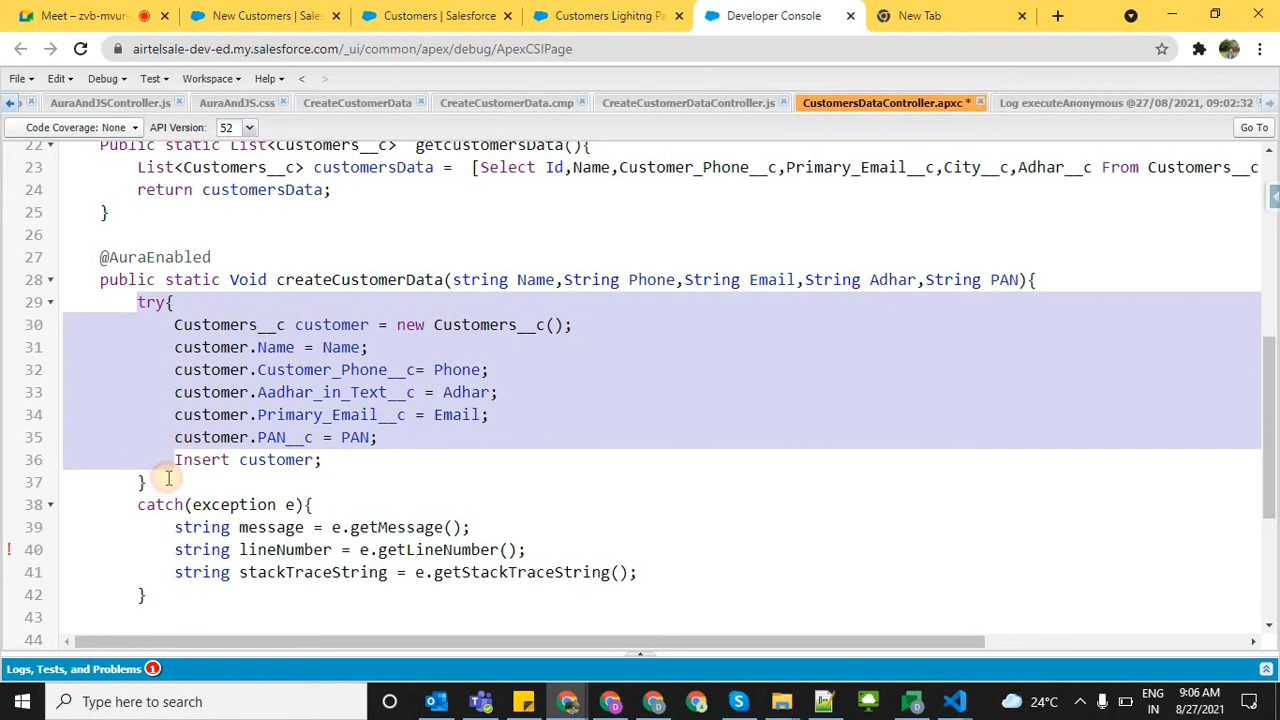 Meet – zvb-mvur-
New Customers | Sales
Customers | Salesforce
Customers Lighitng Pa
Developer Console
New Tab
airtelsale-dev-ed.my.salesforce.com/_ui/common/apex/debug/ApexCSIPage
File Edit Debug Test Workspace Help < >
AuraAndJSController.js AuraAndJS.css CreateCustomerData CreateCustomerData.cmp CreateCustomerDataController.js CustomersDataController.apxc * Log executeAnonymous @27/08/2021, 09:02:32
Code Coverage: None API Version: 52 Go To
22 Public static List<Customers__c> getcustomersData(){
23 List<Customers__c> customersData = [Select Id,Name,Customer_Phone__c,Primary_Email__c,City__c,Adhar__c From Customers__c
24 return customersData;
25 }
26
27 @AuraEnabled
28 public static Void createCustomerData(string Name,String Phone,String Email,String Adhar,String PAN){
29 try{
30 Customers__c customer = new Customers__c();
31 customer.Name = Name;
32 customer.Customer_Phone__c= Phone;
33 customer.Aadhar_in_Text__c = Adhar;
34 customer.Primary_Email__c = Email;
35 customer.PAN__c = PAN;
36 Insert customer;
37 }
38 catch(exception e){
39 string message = e.getMessage();
! 40 string lineNumber = e.getLineNumber();
41 string stackTraceString = e.getStackTraceString();
42 }
43
44
Logs, Tests, and Problems 1
Type here to search
24°C
ENG
IN
9:06 AM
8/27/2021